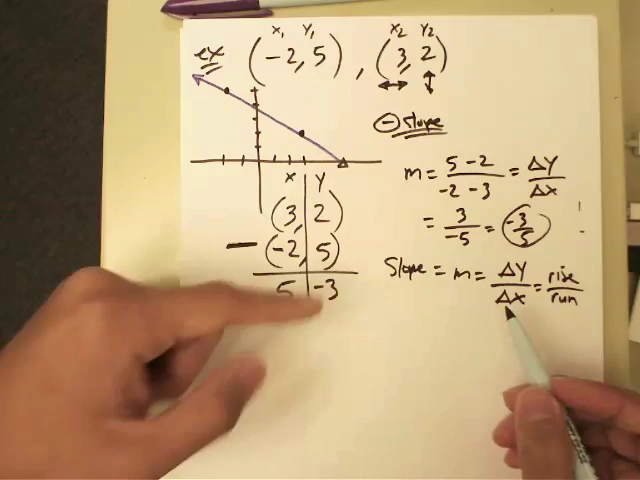 x₁ y₁ x₂ y₂
ex (-2, 5), (3, 2)
⊖ slope
m = 5-2 / -2-3 = ΔY / ΔX
= 3 / -5 = -3 / 5 !
x y
(3, 2)
- (-2, 5)
5 -3
Slope = m = ΔY / ΔX = rise / run